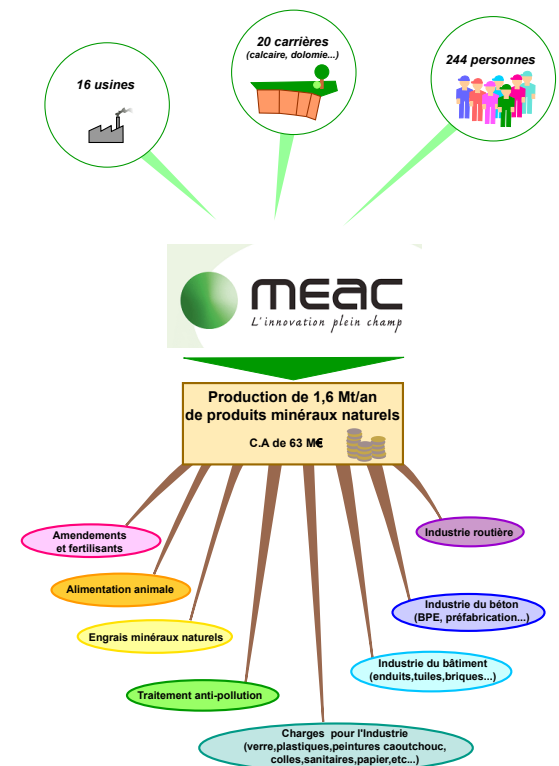 16 usines
20 carrières
(calcaire, dolomie...)
244 personnes
meac
L'innovation plein champ
Production de 1,6 Mt/an
de produits minéraux naturels
C.A de 63 M€
Amendements
et fertilisants
Industrie routière
Alimentation animale
Industrie du béton
(BPE, préfabrication...)
Engrais minéraux naturels
Industrie du bâtiment
(enduits,tuiles,briques...)
Traitement anti-pollution
Charges pour l'Industrie
(verre,plastiques,peintures caoutchouc,
colles,sanitaires,papier,etc...)